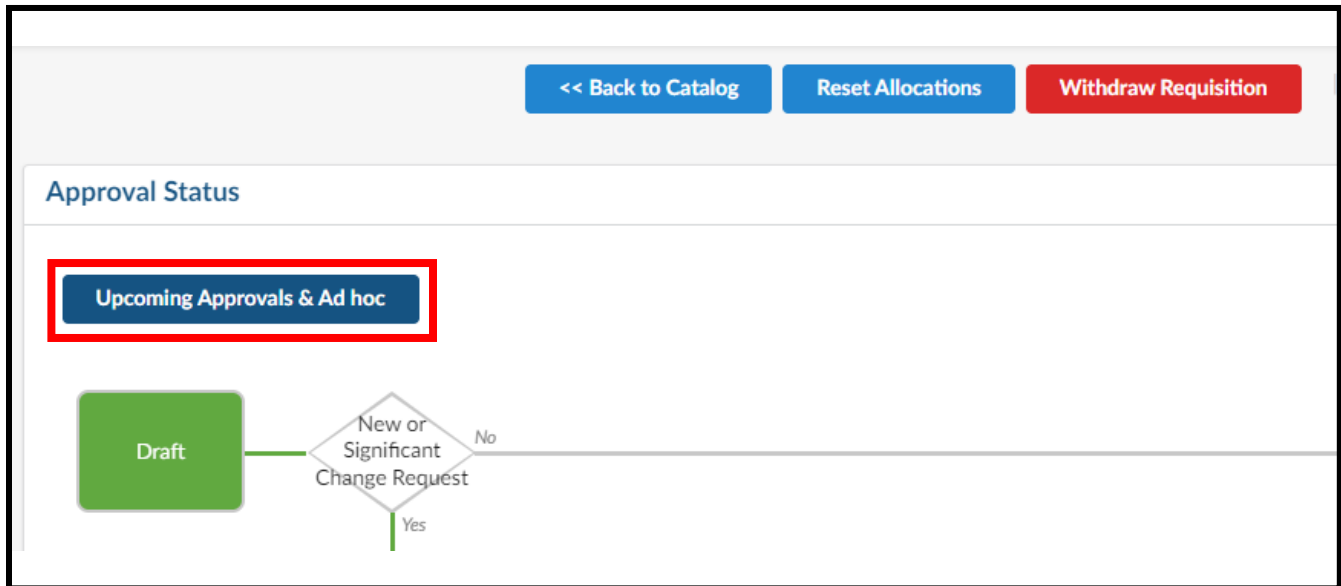 << Back to Catalog
Reset Allocations
Withdraw Requisition
Approval Status
Upcoming Approvals & Ad hoc
Draft
New or
Significant
Change Request
No
Yes